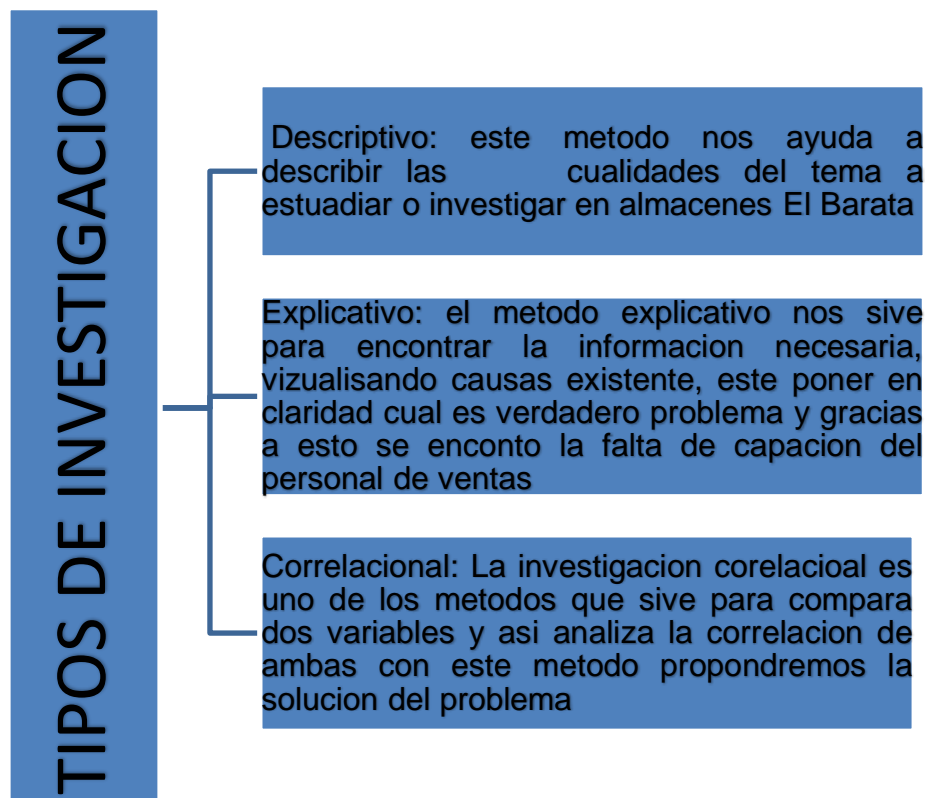 TIPOS DE INVESTIGACION
Descriptivo: este metodo nos ayuda a
describir las cualidades del tema a
estuadiar o investigar en almacenes El Barata
Explicativo: el metodo explicativo nos sive
para encontrar la informacion necesaria,
vizualisando causas existente, este poner en
claridad cual es verdadero problema y gracias
a esto se enconto la falta de capacion del
personal de ventas
Correlacional: La investigacion corelacioal es
uno de los metodos que sive para compara
dos variables y asi analiza la correlacion de
ambas con este metodo propondremos la
solucion del problema